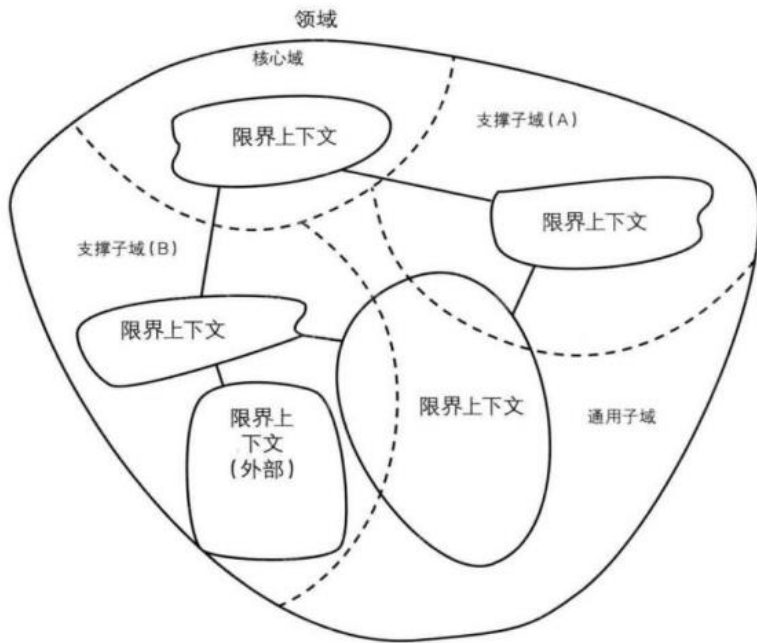 领域
核心域
限界上下文
支撑子域(A)
限界上下文
支撑子域(B)
限界上下文
限界上下文
通用子域
限界上
下文
(外部)